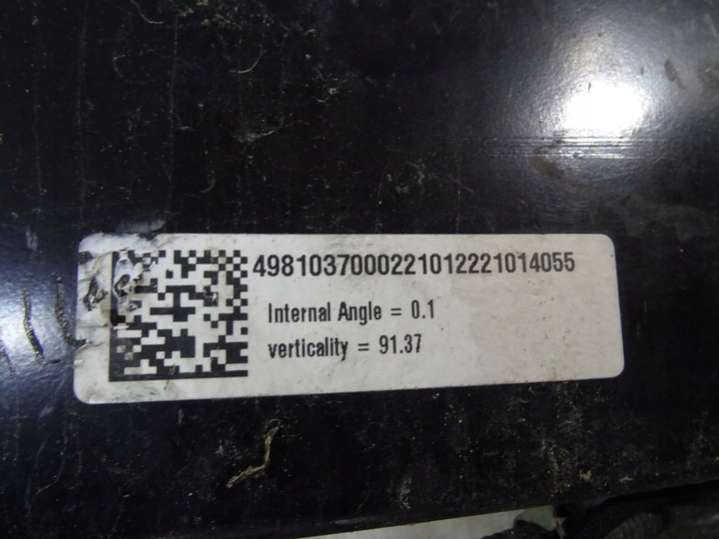 4981037000221012221014055
Internal Angle = 0.1
verticality = 91.37